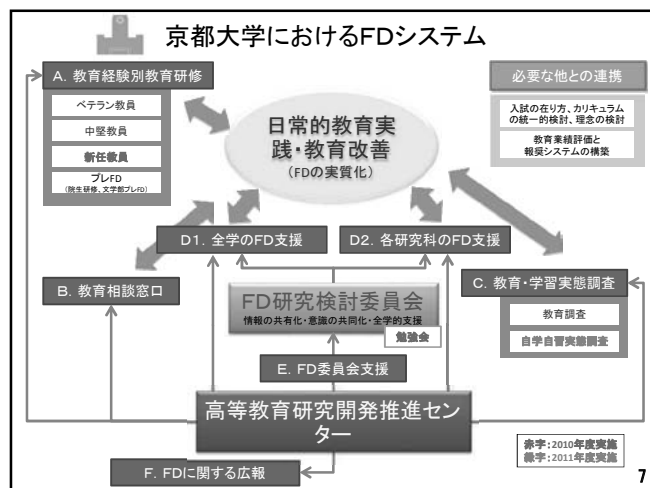 京都大学におけるFDシステム
A. 教育経験別教育研修
ベテラン教員
中堅教員
新任教員
プレFD
(院生研修、文学部プレFD)
必要な他との連携
入試の在り方、カリキュラム
の統一的検討、理念の検討
教育業績評価と
報奨システムの構築
日常的教育実
践・教育改善
(FDの実質化)
D1. 全学のFD支援
D2. 各研究科のFD支援
B. 教育相談窓口
C. 教育・学習実態調査
教育調査
自学自習実態調査
FD研究検討委員会
情報の共有化・意識の共同化・全学的支援
勉強会
E. FD委員会支援
高等教育研究開発推進セン
ター
F. FDに関する広報
赤字:2010年度実施
緑字:2011年度実施
7